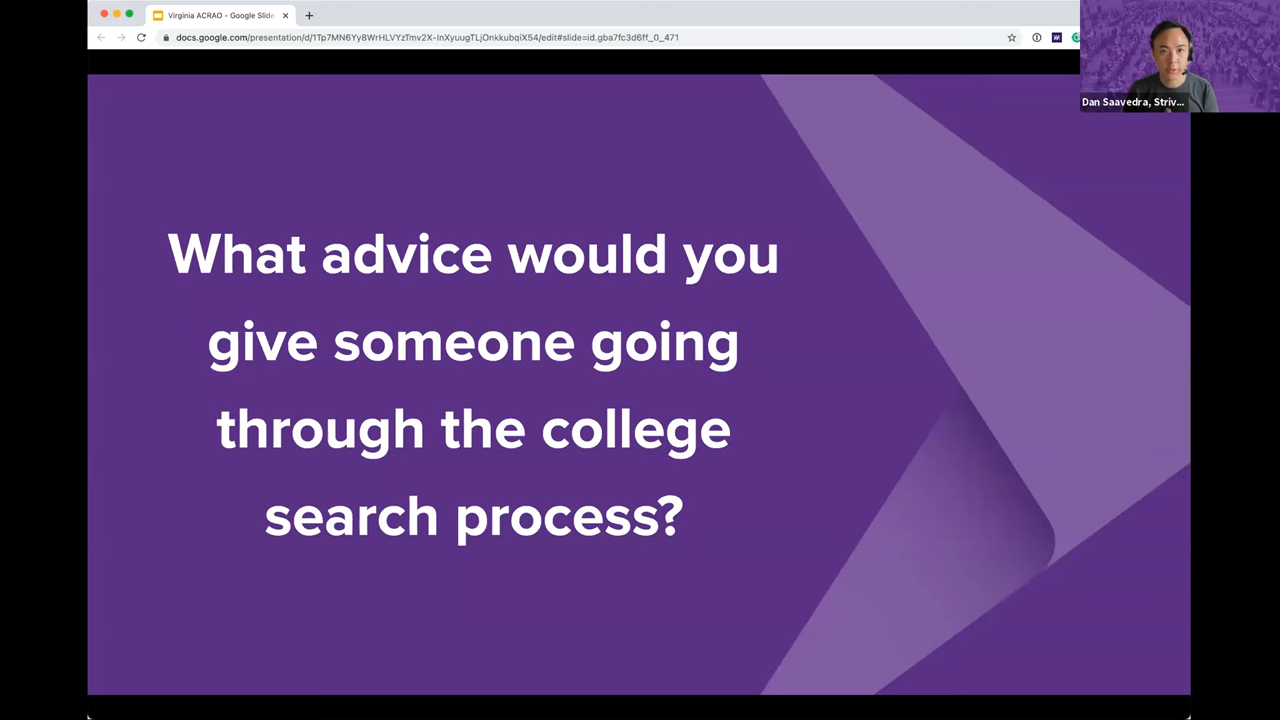 Virginia ACRAO - Google Slide
docs.google.com/presentation/d/1Tp7MN6Yy8WrHLVYzTmv2X-InXyuugTLjOnkkubqiX54/edit#slide=id.gba7fc3d6ff_0_471
Dan Saavedra, Striv...
What advice would you
give someone going
through the college
search process?